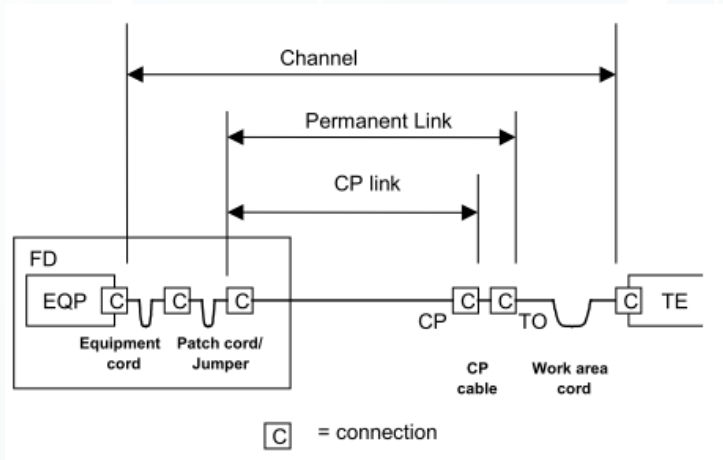 Channel
Permanent Link
CP link
FD
EQP C C C C C C TE
CP TO
Equipment cord
Patch cord/ Jumper
CP cable
Work area cord
C = connection